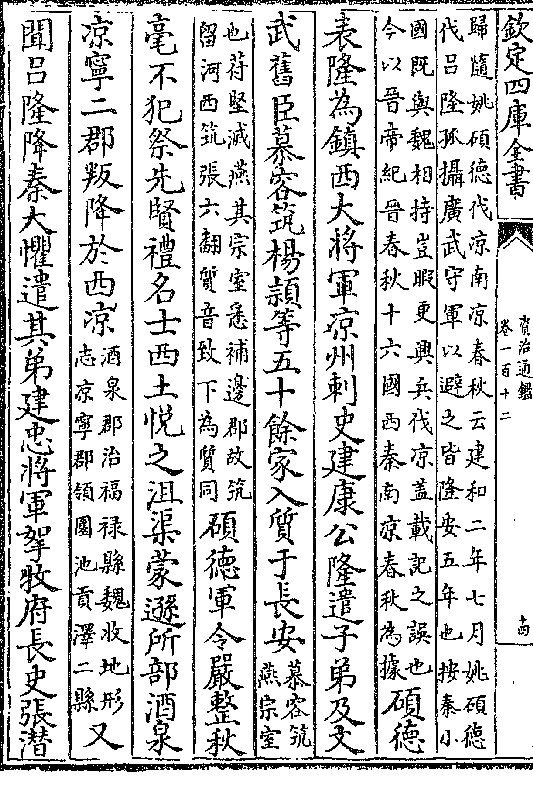 欽定四庫全書
資治通鑑
卷一百十二
十四
歸隨姚碩德伐凉南凉春秋云建和二年七月姚碩德
伐吕隆孤攝廣武守軍以避之皆隆安五年也按秦小
國既與魏相持豈暇更興兵伐凉盖載記之誤也
今以晉帝紀晉春秋十六國西秦南凉春秋為據
碩德
表隆為鎮西大將軍凉州刺史建康公隆遣子弟及文
武舊臣慕容筑楊頴等五十餘家入質于長安
慕容筑
燕宗室
也苻堅滅燕其宗室悉補邊郡故筑
留河西筑張六翻質音致下為質同
碩德軍令嚴整秋
毫不犯祭先賢禮名士西土悦之沮渠蒙遜所部酒泉
凉寧二郡叛降於西凉
酒泉郡治福禄縣魏收地形
志凉寧郡領園池貢澤二縣
又
聞吕隆降秦大懼遣其弟建忠將軍挐牧府長史張潜